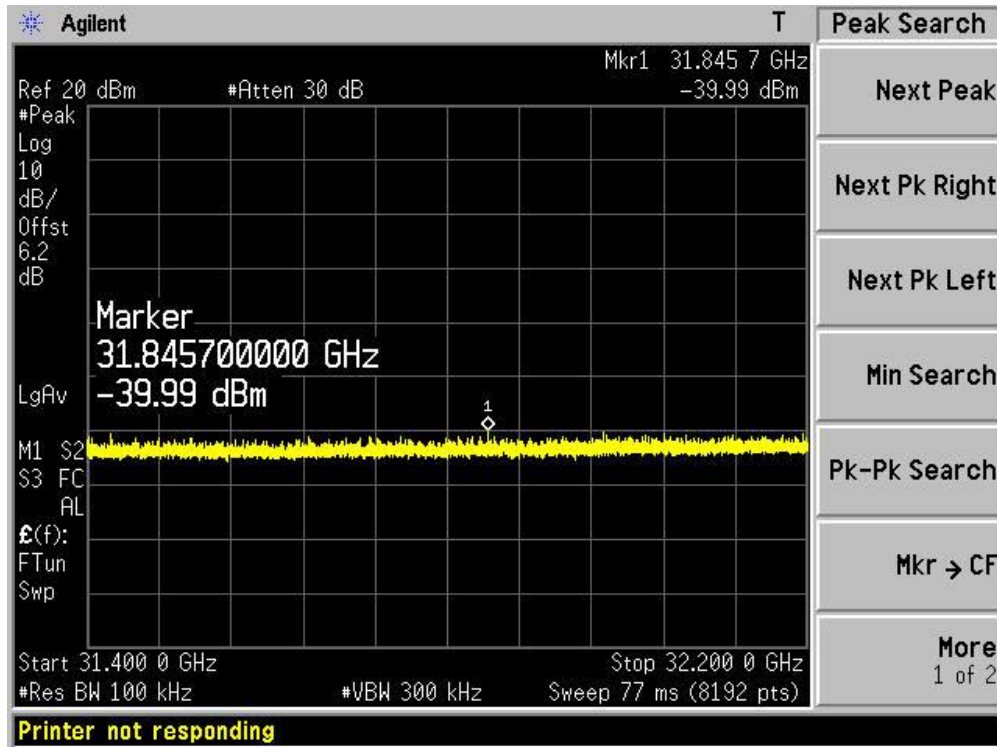 Agilent
T
Peak Search
Mkr1 31.845 7 GHz
Ref 20 dBm #Atten 30 dB -39.99 dBm
#Peak
Log
10
dB/
Offst
6.2
dB
Marker
31.845700000 GHz
-39.99 dBm
LgAv
1
M1 S2
S3 FC
AL
£(f):
FTun
Swp
Start 31.400 0 GHz Stop 32.200 0 GHz
#Res BW 100 kHz #VBW 300 kHz Sweep 77 ms (8192 pts)
Printer not responding
Next Peak
Next Pk Right
Next Pk Left
Min Search
Pk-Pk Search
Mkr → CF
More
1 of 2